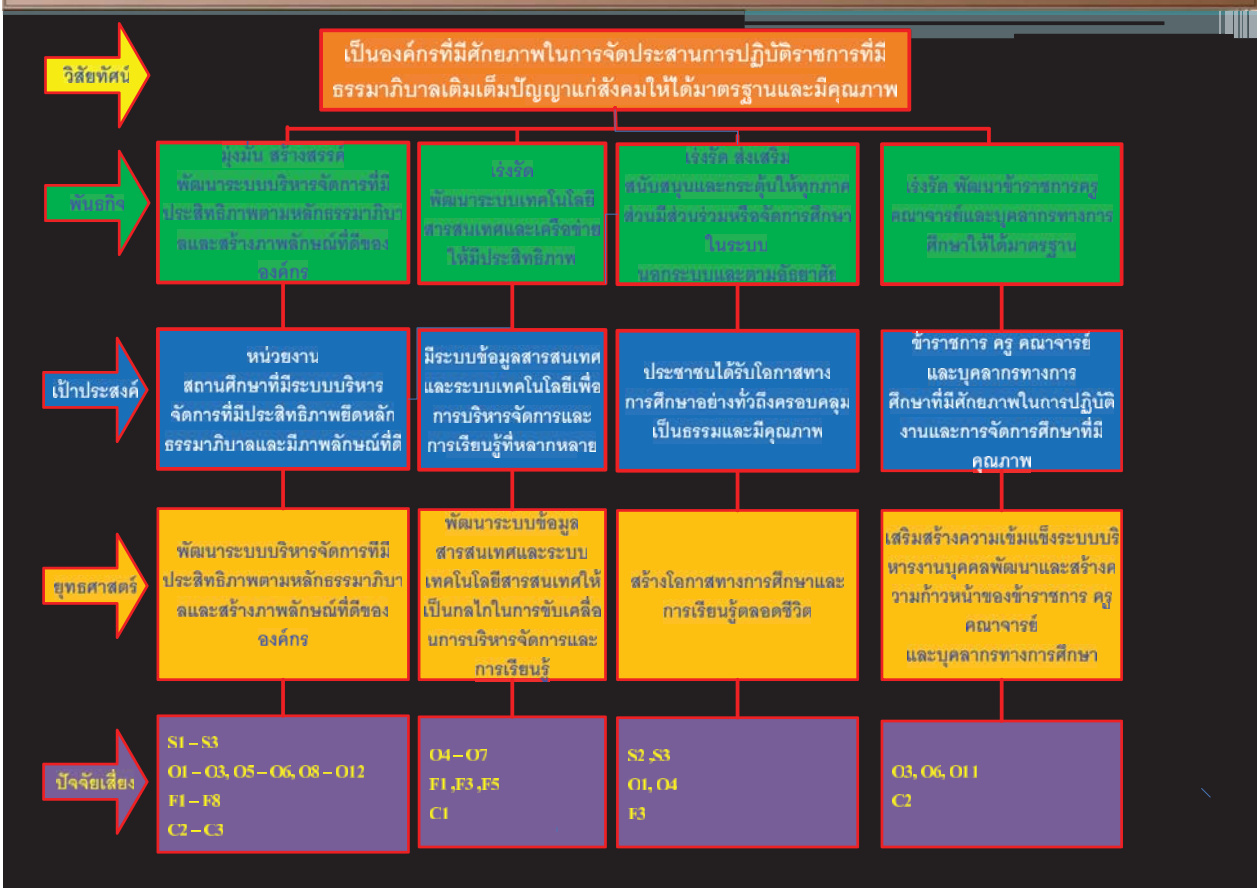 วิสัยทัศน์
เป็นองค์กรที่มีศักยภาพในการจัดประสานการปฏิบัติราชการที่มี
ธรรมาภิบาลเติมเต็มปัญญาแก่สังคมให้ได้มาตรฐานและมีคุณภาพ
พันธกิจ
มุ่งมั่น สร้างสรรค์
พัฒนาระบบบริหารจัดการที่มี
ประสิทธิภาพตามหลักธรรมาภิบา
ลและสร้างภาพลักษณ์ที่ดีของ
องค์กร
เร่งรัด
พัฒนาระบบเทคโนโลยี
สารสนเทศและเครือข่าย
ให้มีประสิทธิภาพ
เร่งรัด ส่งเสริม
สนับสนุนและกระตุ้นให้ทุกภาค
ส่วนมีส่วนร่วมหรือจัดการศึกษา
ในระบบ
นอกระบบและตามอัธยาศัย
เร่งรัด พัฒนาข้าราชการครู
คณาจารย์และบุคลากรทางการ
ศึกษาให้ได้มาตรฐาน
เป้าประสงค์
หน่วยงาน
สถานศึกษาที่มีระบบบริหาร
จัดการที่มีประสิทธิภาพยึดหลัก
ธรรมาภิบาลและมีภาพลักษณ์ที่ดี
มีระบบข้อมูลสารสนเทศ
และระบบเทคโนโลยีเพื่อ
การบริหารจัดการและ
การเรียนรู้ที่หลากหลาย
ประชาชนได้รับโอกาสทาง
การศึกษาอย่างทั่วถึงครอบคลุม
เป็นธรรมและมีคุณภาพ
ข้าราชการ ครู คณาจารย์
และบุคลากรทางการ
ศึกษาที่มีศักยภาพในการปฏิบัติ
งานและการจัดการศึกษาที่มี
คุณภาพ
ยุทธศาสตร์
พัฒนาระบบบริหารจัดการที่มี
ประสิทธิภาพตามหลักธรรมาภิบา
ลและสร้างภาพลักษณ์ที่ดีของ
องค์กร
พัฒนาระบบข้อมูล
สารสนเทศและระบบ
เทคโนโลยีสารสนเทศให้
เป็นกลไกในการขับเคลื่อ
นการบริหารจัดการและ
การเรียนรู้
สร้างโอกาสทางการศึกษาและ
การเรียนรู้ตลอดชีวิต
เสริมสร้างความเข้มแข็งระบบบริ
หารงานบุคคลพัฒนาและสร้างค
วามก้าวหน้าของข้าราชการ ครู
คณาจารย์
และบุคลากรทางการศึกษา
ปัจจัยเสี่ยง
S1 – S3
O1 – O3, O5 – O6, O8 – O12
F1 – F8
C2 – C3
O4 – O7
F1 ,F3 ,F5
C1
S2 ,S3
O1, O4
F3
O3, O6, O11
C2